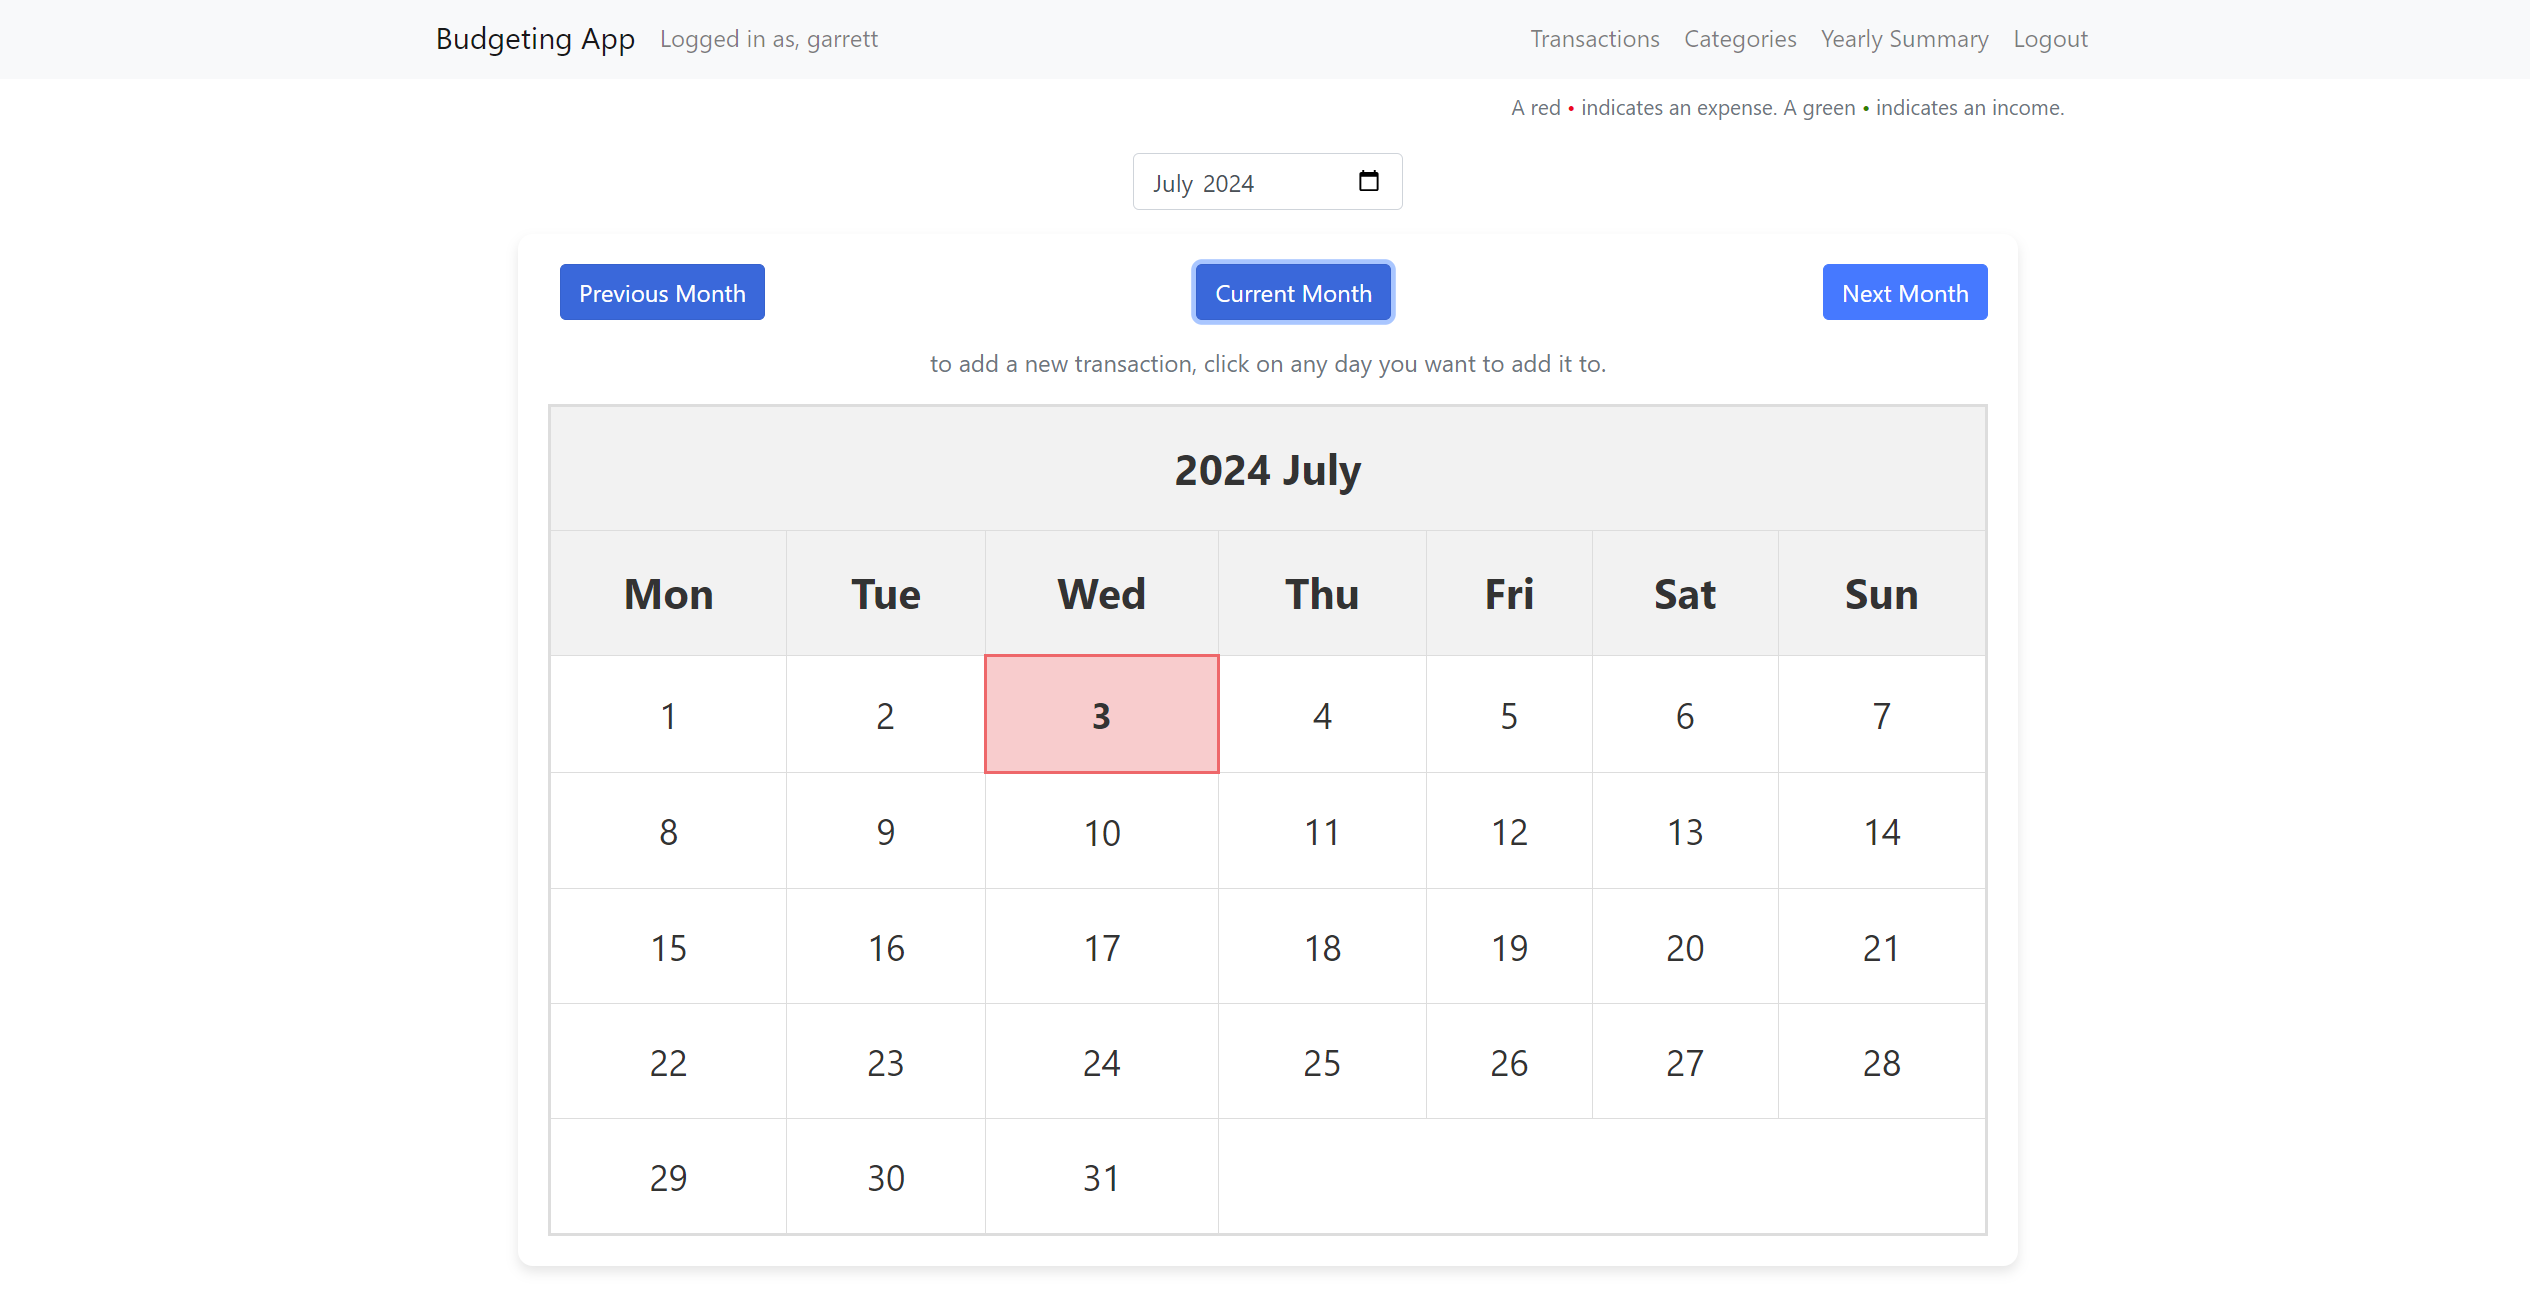 Budgeting App Logged in as, garrett Transactions Categories Yearly Summary Logout
A red • indicates an expense. A green • indicates an income.
July 2024
Previous Month Current Month Next Month
to add a new transaction, click on any day you want to add it to.
2024 July
Mon Tue Wed Thu Fri Sat Sun
1 2 3 4 5 6 7
8 9 10 11 12 13 14
15 16 17 18 19 20 21
22 23 24 25 26 27 28
29 30 31